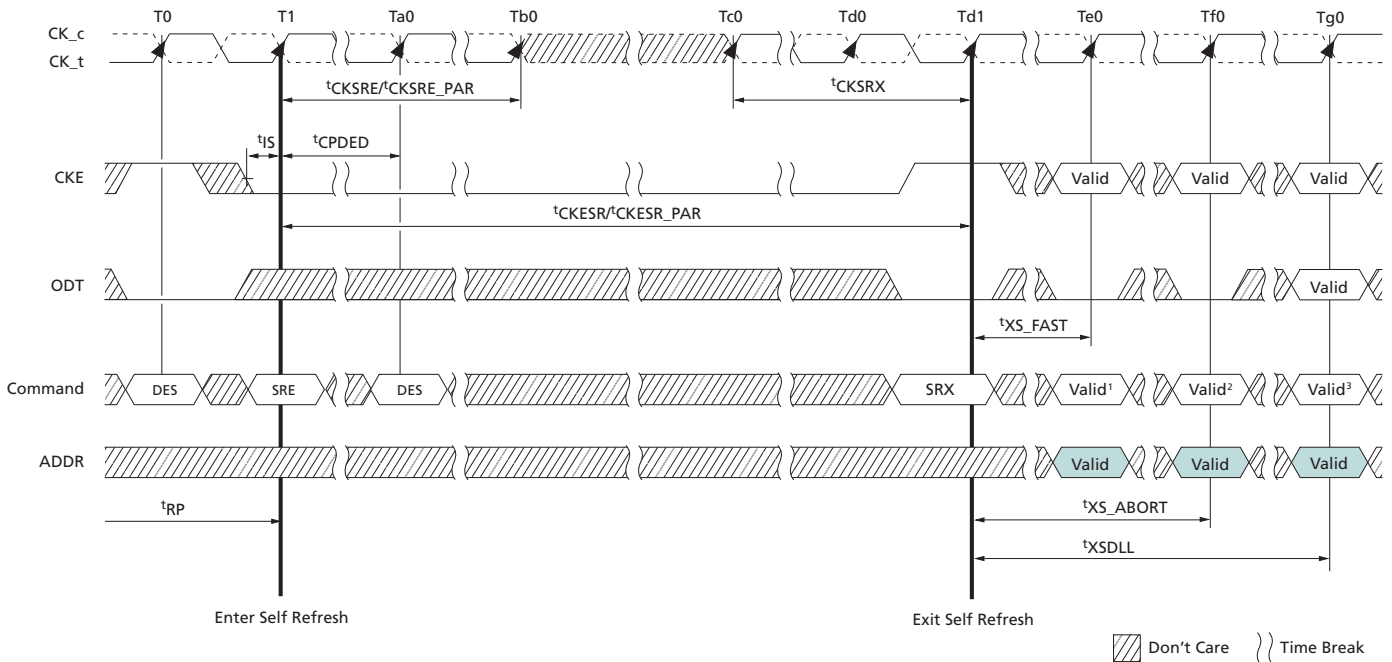 T0 T1 Ta0 Tb0 Tc0 Td0 Td1 Te0 Tf0 Tg0
CK_c
CK_t
tCKSRE/tCKSRE_PAR tCKSRX
tIS tCPDED
CKE Valid Valid Valid
tCKESR/tCKESR_PAR
ODT Valid
tXS_FAST
Command DES SRE DES SRX Valid1 Valid2 Valid3
ADDR Valid Valid Valid
tRP tXS_ABORT
tXSDLL
Enter Self Refresh Exit Self Refresh
Don't Care Time Break